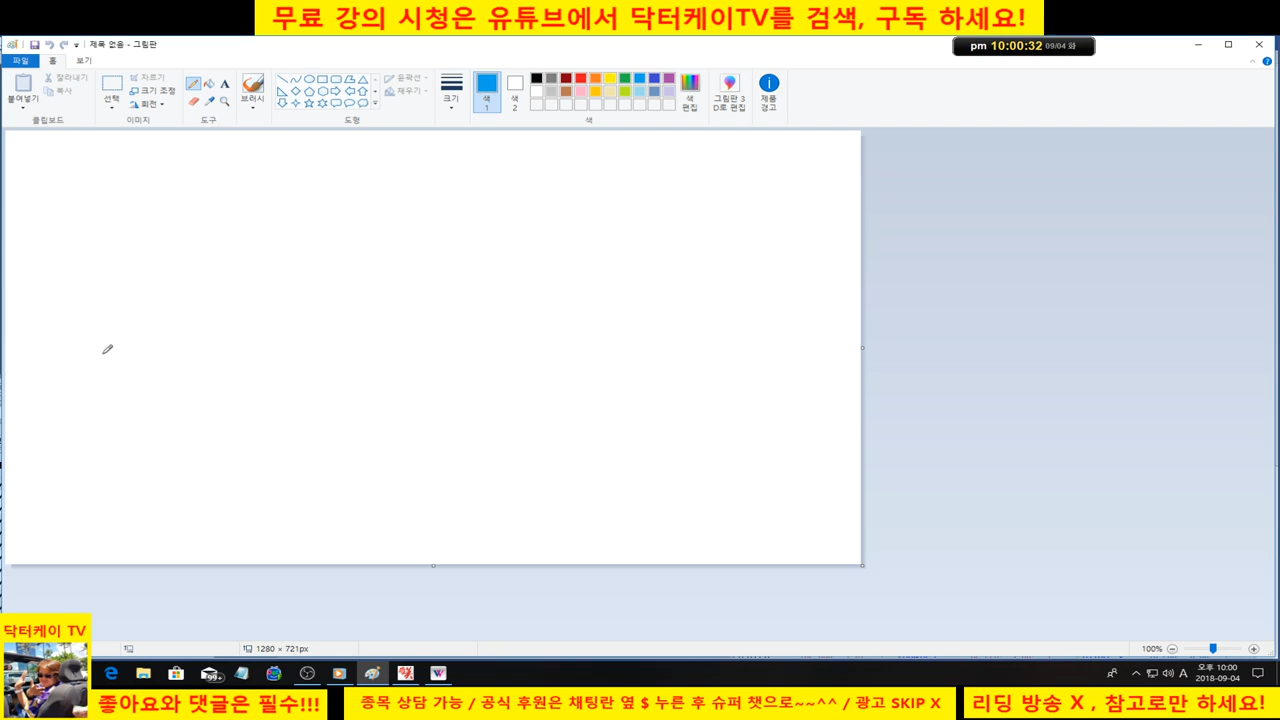 무료 강의 시청은 유튜브에서 닥터케이TV를 검색, 구독 하세요!
제목 없음 - 그림판
pm 10:00:32 09/04 화
파일 홈 보기
붙여넣기
잘라내기
복사
클립보드
선택
자르기
크기 조정
회전
이미지
A
도구
브러시
윤곽선
채우기
도형
크기
색 1
색 2
색 편집
색
그림판 3D로 편집
제품 경고
닥터케이 TV
1280 × 721px
100%
99+
A
오후 10:00
2018-09-04
좋아요와 댓글은 필수!!!
종목 상담 가능 / 공식 후원은 채팅란 옆 $ 누른 후 슈퍼 챗으로~~^^ / 광고 SKIP X
리딩 방송 X , 참고로만 하세요!